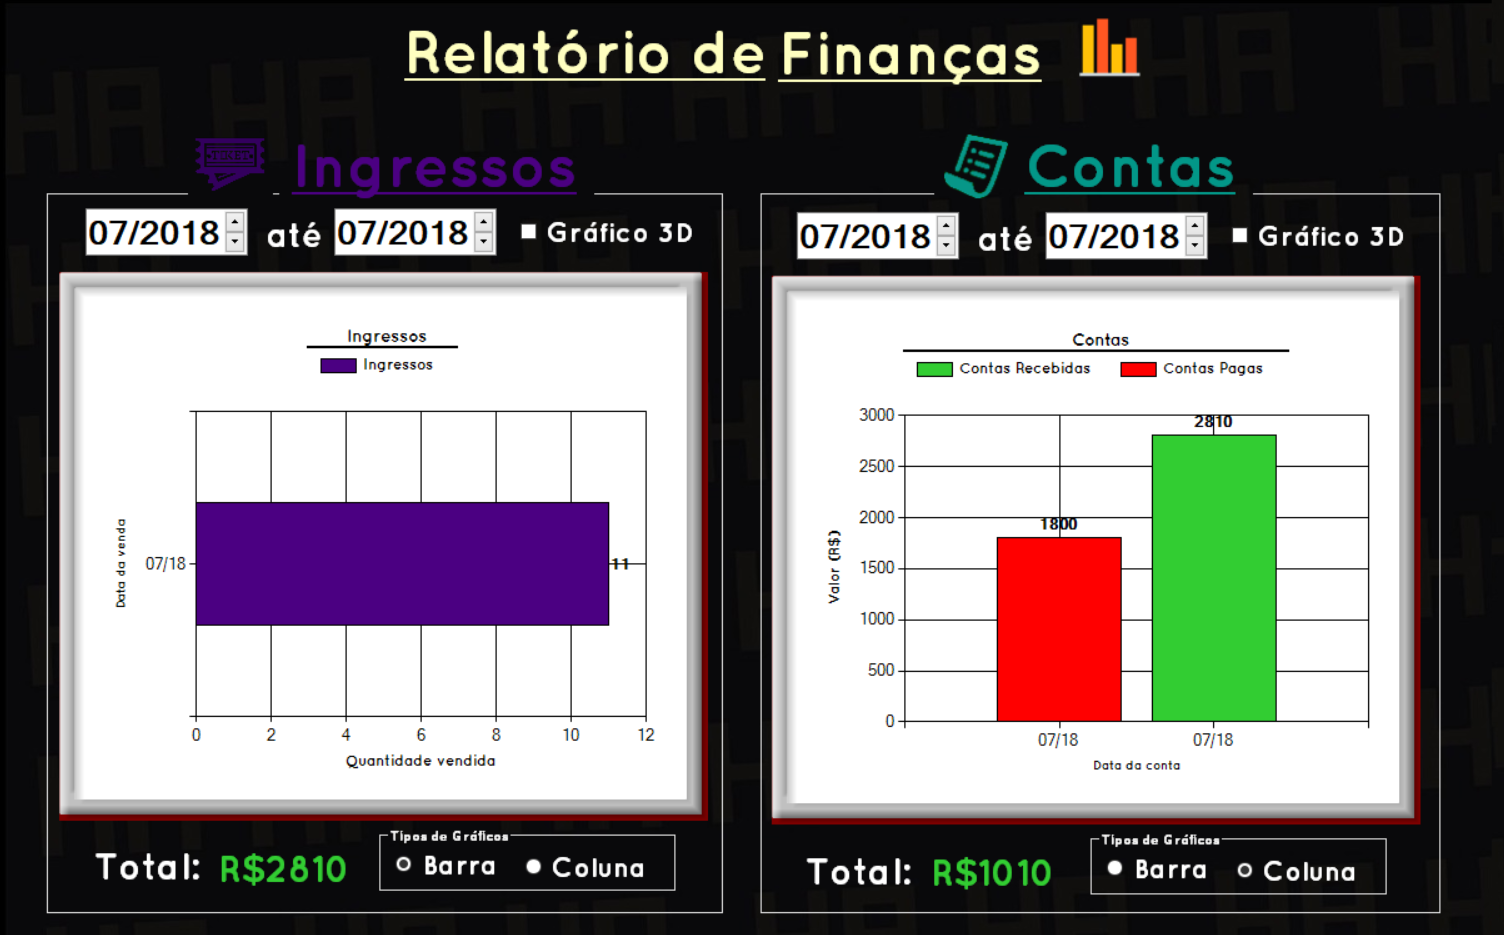 Relatório de Finanças
TICKET
Ingressos
07/2018 até 07/2018 Gráfico 3D
Ingressos
Ingressos
Data da venda
07/18
11
0 2 4 6 8 10 12
Quantidade vendida
Total: R$2810
Tipos de Gráficos
Barra Coluna
Contas
07/2018 até 07/2018 Gráfico 3D
Contas
Contas Recebidas Contas Pagas
Valor (R$)
3000
2500
2000
1500
1000
500
0
2810
1800
07/18 07/18
Data da conta
Total: R$1010
Tipos de Gráficos
Barra Coluna